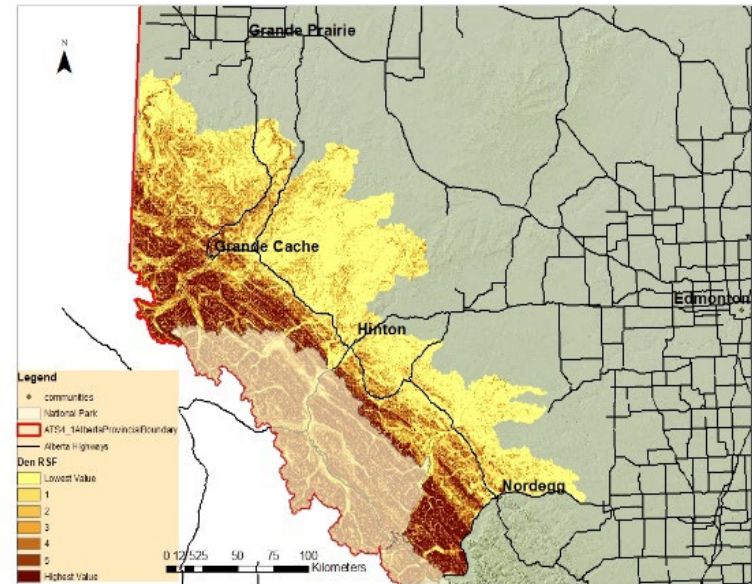 N
Grande Prairie
Grande Cache
Edmonton
Hinton
Nordegg
Legend
communities
National Park
ATS4_1AlbertaProvincialBoundary
Alberta Highways
Den RSF
Lowest Value
1
2
3
4
5
Highest Value
0 12.525 50 75 100
Kilometers